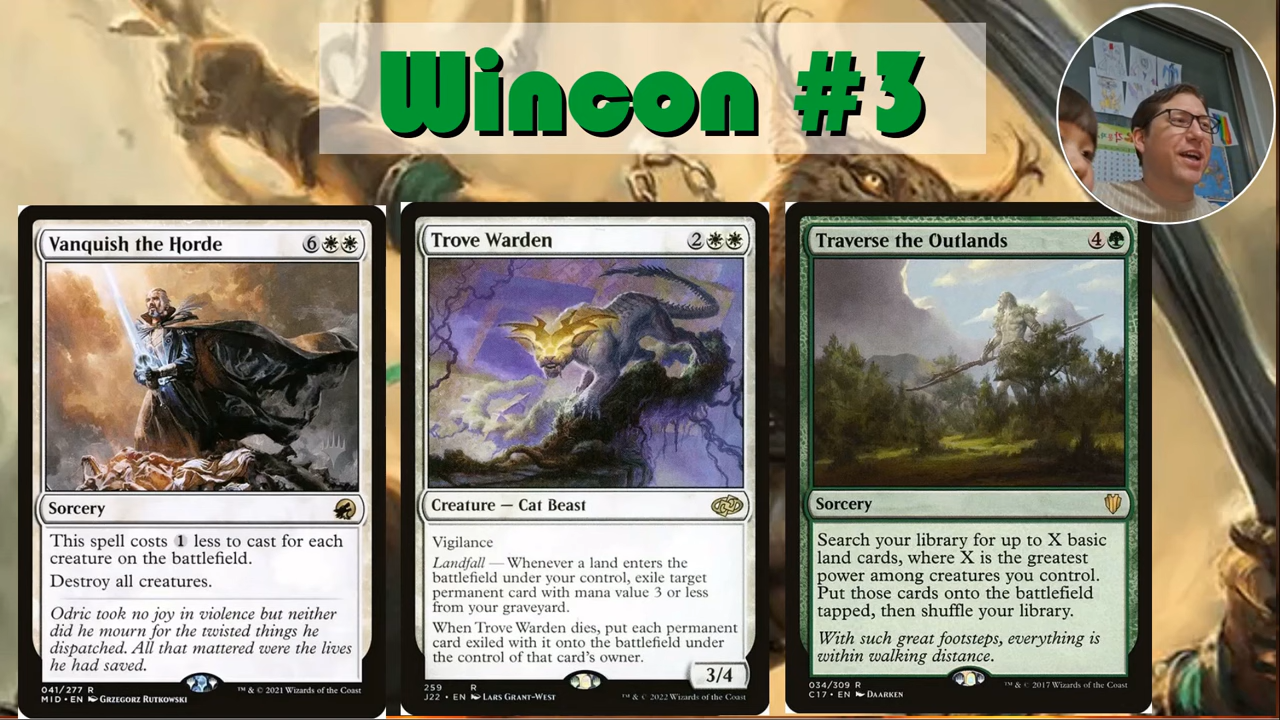 Wincon #3
Vanquish the Horde
6
Sorcery
This spell costs 1 less to cast for each
creature on the battlefield.
Destroy all creatures.
Odric took no joy in violence but neither
did he mourn for the twisted things he
dispatched. All that mattered were the lives
he had saved.
041/277 R
MID • EN GRZEGORZ RUTKOWSKI
™ & © 2021 Wizards of the Coast
Trove Warden
2
Creature — Cat Beast
Vigilance
Landfall — Whenever a land enters the
battlefield under your control, exile target
permanent card with mana value 3 or less
from your graveyard.
When Trove Warden dies, put each permanent
card exiled with it onto the battlefield under
the control of that card's owner.
3/4
259 R
J22 • EN LARS GRANT-WEST
™ & © 2022 Wizards of the Coast
Traverse the Outlands
4
Sorcery
Search your library for up to X basic
land cards, where X is the greatest
power among creatures you control.
Put those cards onto the battlefield
tapped, then shuffle your library.
With such great footsteps, everything is
within walking distance.
034/309 R
C17 • EN DAARKEN
™ & © 2017 Wizards of the Coast